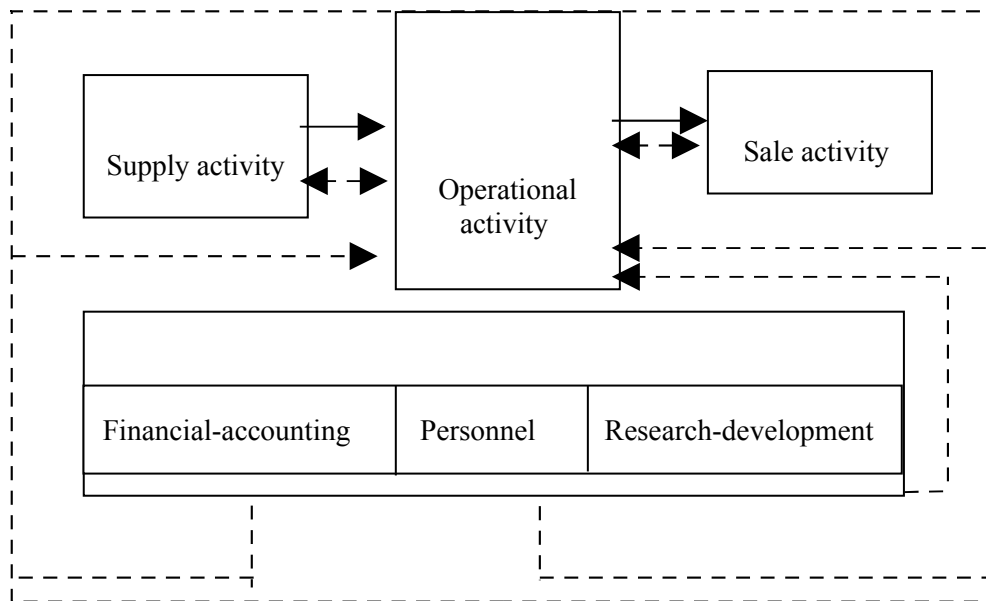 Supply activity
Operational
activity
Sale activity
Financial-accounting
Personnel
Research-development